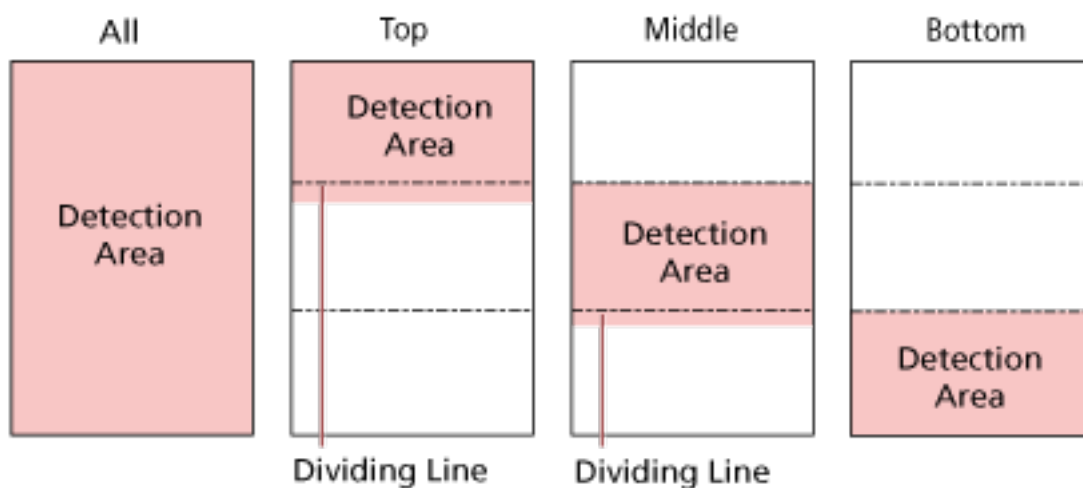 All
Top
Middle
Bottom
Detection
Area
Detection
Area
Detection
Area
Detection
Area
Dividing Line
Dividing Line